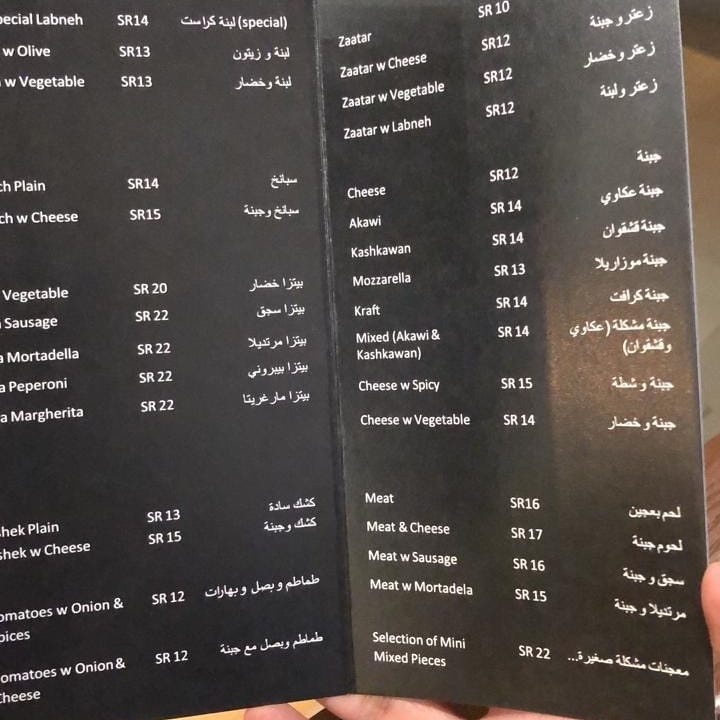 pecial Labneh SR14 لبنة كراست (special)
w Olive SR13 لبنة و زيتون
w Vegetable SR13 لبنة وخضار
ch Plain SR14 سبانخ
ch w Cheese SR15 سبانخ وجبنة
Vegetable SR 20 بيتزا خضار
Sausage SR 22 بيتزا سجق
a Mortadella SR 22 بيتزا مرتديلا
a Peperoni SR 22 بيتزا بيبروني
a Margherita SR 22 بيتزا مارغريتا
shek Plain SR 13 كشك سادة
shek w Cheese SR 15 كشك وجبنة
omatoes w Onion & SR 12 طماطم و بصل و بهارات
pices
omatoes w Onion & SR 12 طماطم وبصل مع جبنة
Cheese
Zaatar SR 10
Zaatar w Cheese SR12 زعتر و جبنة
Zaatar w Vegetable SR12 زعتر وخضار
Zaatar w Labneh SR12 زعتر ولبنة
Cheese SR12 جبنة
Akawi SR 14 جبنة عكاوي
Kashkawan SR 14 جبنة قشقوان
Mozzarella SR 13 جبنة موزاريلا
Kraft SR 14 جبنة كرافت
Mixed (Akawi & SR 14 جبنة مشكلة (عكاوي
Kashkawan) وقشقوان)
Cheese w Spicy SR 15 جبنة و شطة
Cheese w Vegetable SR 14 جبنة و خضار
Meat SR16 لحم بعجين
Meat & Cheese SR 17 لحوم جبنة
Meat w Sausage SR 16 سجق و جبنة
Meat w Mortadela SR 15 مرتديلا و جبنة
Selection of Mini SR 22 معجنات مشكلة صغيرة...
Mixed Pieces